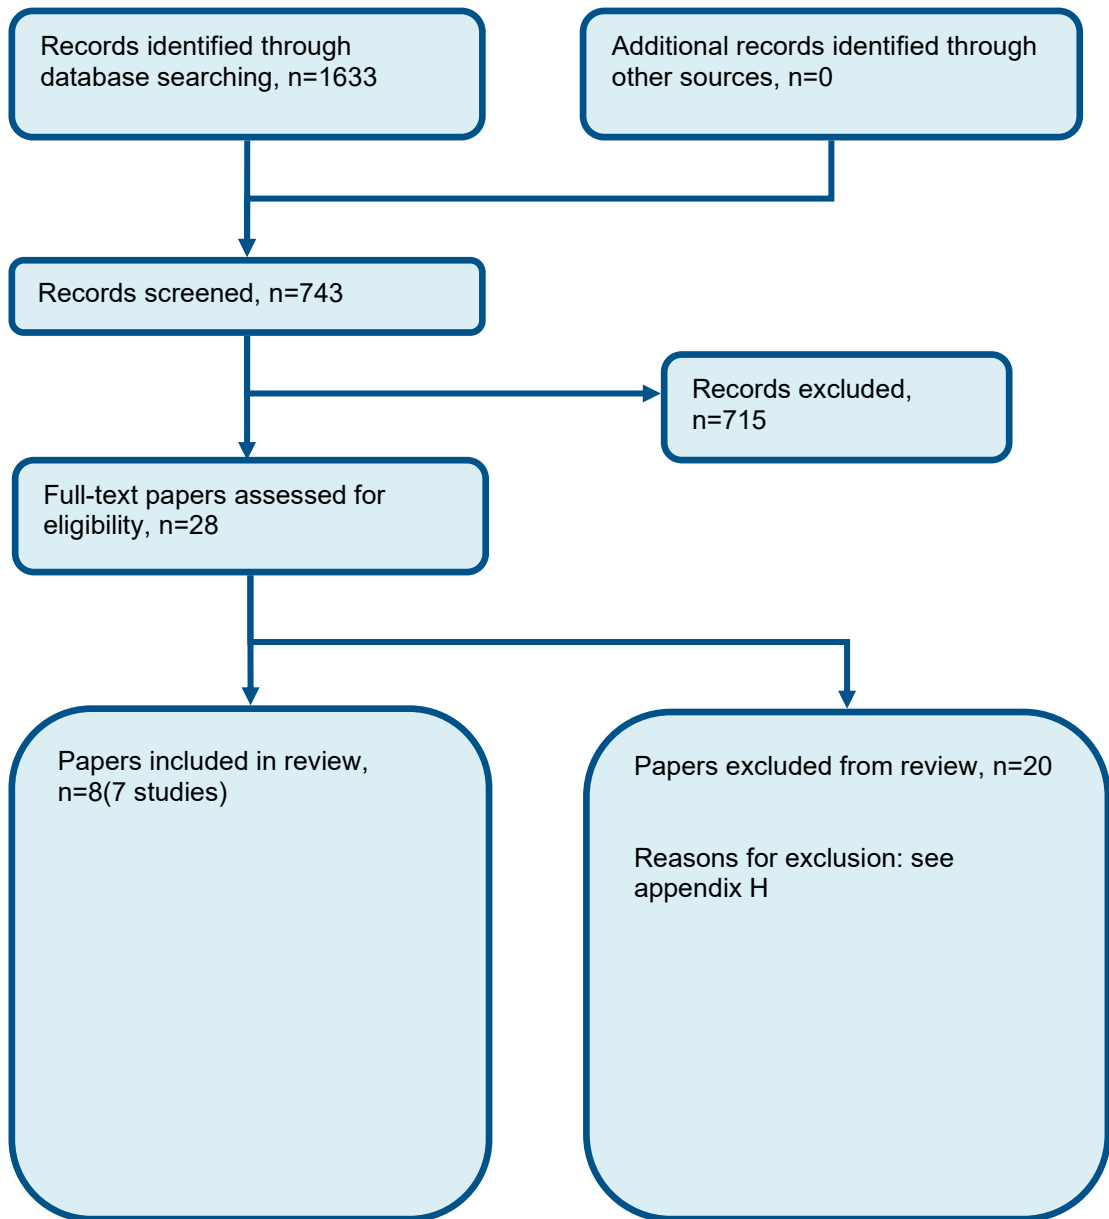 Records identified through
database searching, n=1633
Additional records identified through
other sources, n=0
Records screened, n=743
Records excluded,
n=715
Full-text papers assessed for
eligibility, n=28
Papers included in review,
n=8(7 studies)
Papers excluded from review, n=20
Reasons for exclusion: see
appendix H